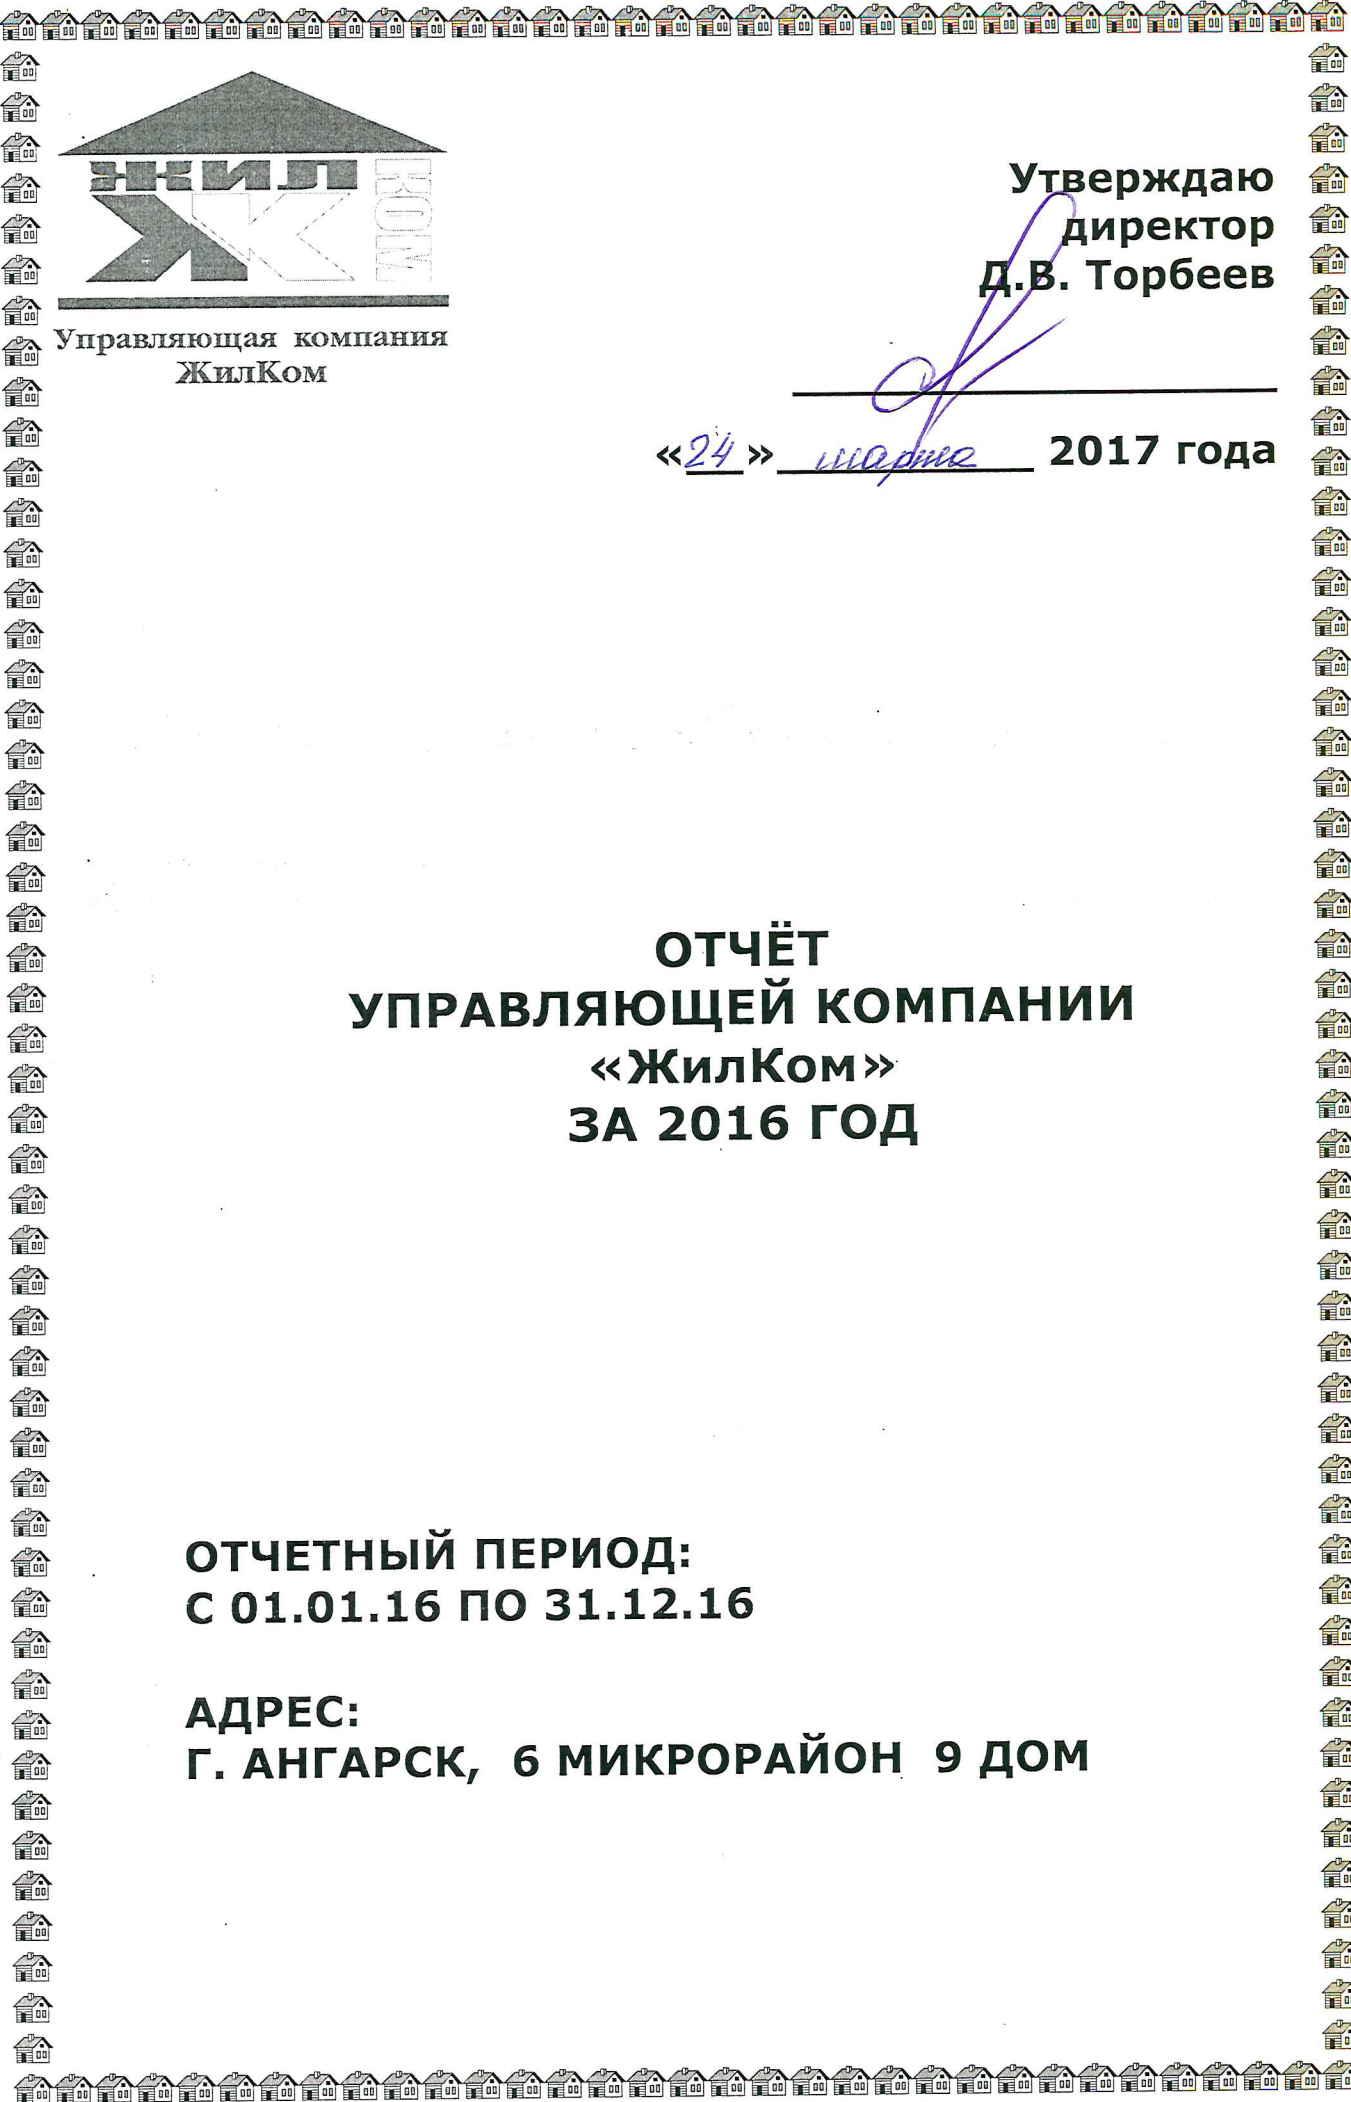 ЖИЛ
КОМ
Управляющая компания
ЖилКом
Утверждаю
директор
Д.В. Торбеев
«24» марта 2017 года
ОТЧЁТ
УПРАВЛЯЮЩЕЙ КОМПАНИИ
«ЖилКом»
ЗА 2016 ГОД
ОТЧЕТНЫЙ ПЕРИОД:
С 01.01.16 ПО 31.12.16
АДРЕС:
Г. АНГАРСК, 6 МИКРОРАЙОН 9 ДОМ